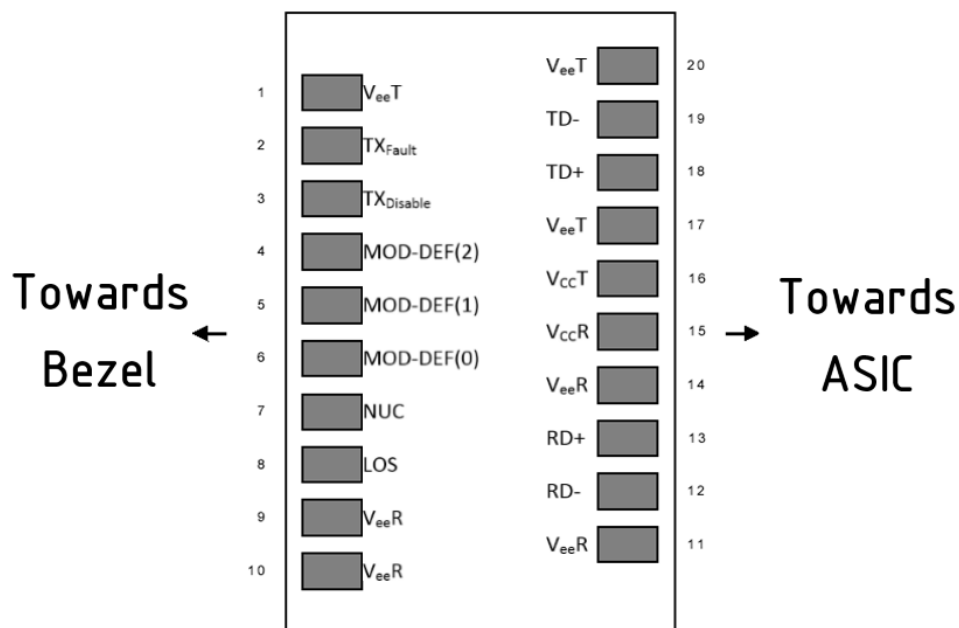 Towards
Bezel
1 VeeT
2 TXFault
3 TXDisable
4 MOD-DEF(2)
5 MOD-DEF(1)
6 MOD-DEF(0)
7 NUC
8 LOS
9 VeeR
10 VeeR
VeeT 20
TD- 19
TD+ 18
VeeT 17
VCCT 16
VCCR 15
VeeR 14
RD+ 13
RD- 12
VeeR 11
Towards
ASIC